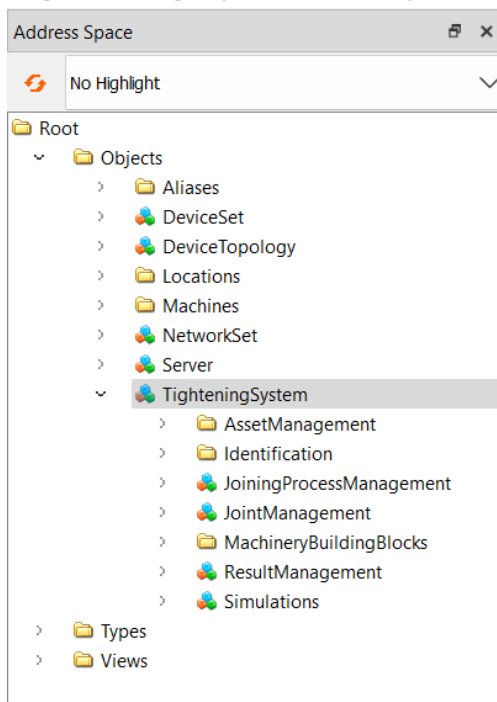 Address Space
No Highlight
Root
Objects
Aliases
DeviceSet
DeviceTopology
Locations
Machines
NetworkSet
Server
TighteningSystem
AssetManagement
Identification
JoiningProcessManagement
JointManagement
MachineryBuildingBlocks
ResultManagement
Simulations
Types
Views